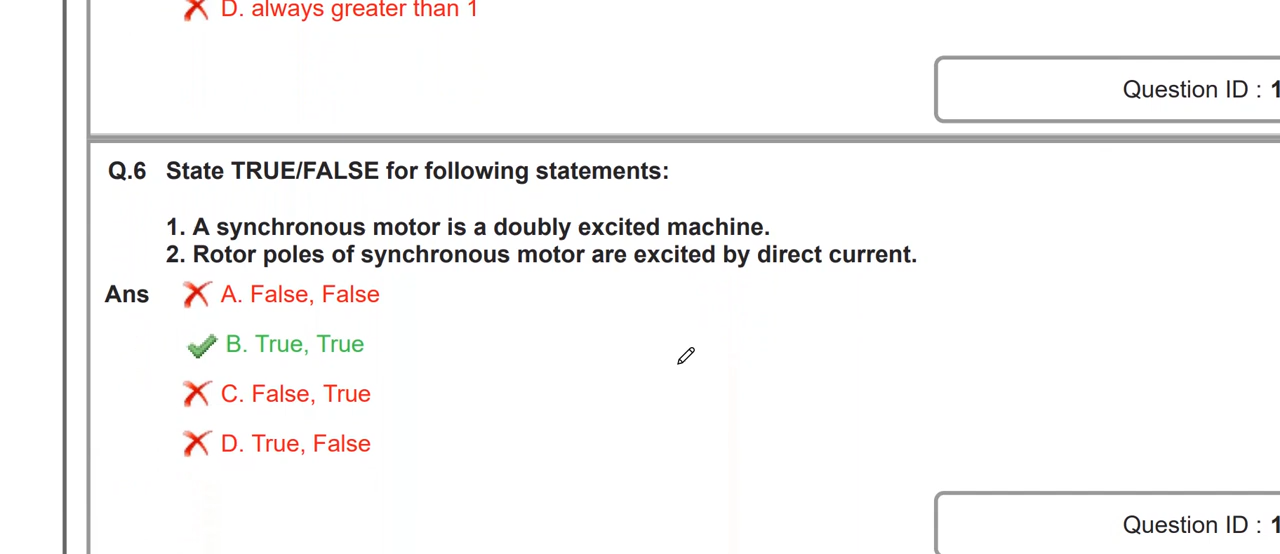 D. always greater than 1
Question ID : 1
Q.6 State TRUE/FALSE for following statements:
1. A synchronous motor is a doubly excited machine.
2. Rotor poles of synchronous motor are excited by direct current.
Ans A. False, False
B. True, True
C. False, True
D. True, False
Question ID : 1